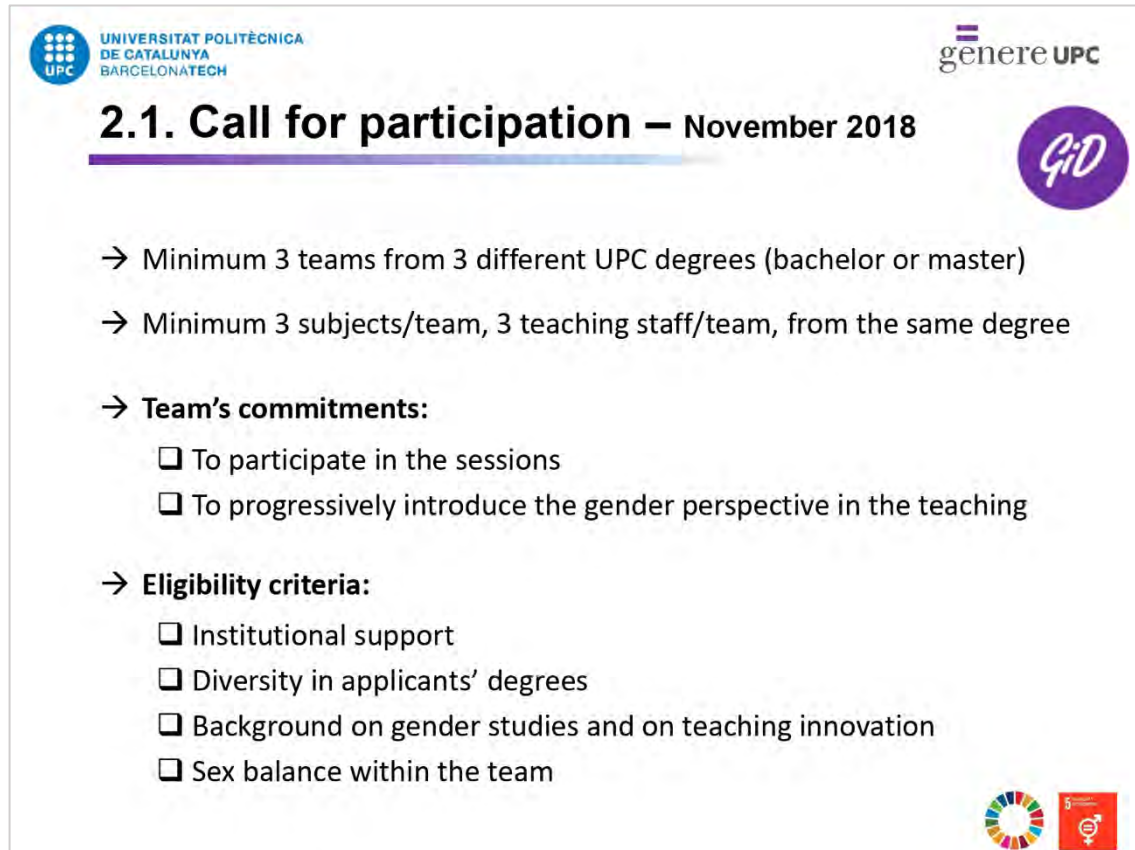 UNIVERSITAT POLITÈCNICA
DE CATALUNYA
BARCELONATECH
UPC
gènere UPC
2.1. Call for participation – November 2018
GiD
→ Minimum 3 teams from 3 different UPC degrees (bachelor or master)
→ Minimum 3 subjects/team, 3 teaching staff/team, from the same degree
→ Team’s commitments:
❑ To participate in the sessions
❑ To progressively introduce the gender perspective in the teaching
→ Eligibility criteria:
❑ Institutional support
❑ Diversity in applicants’ degrees
❑ Background on gender studies and on teaching innovation
❑ Sex balance within the team
5